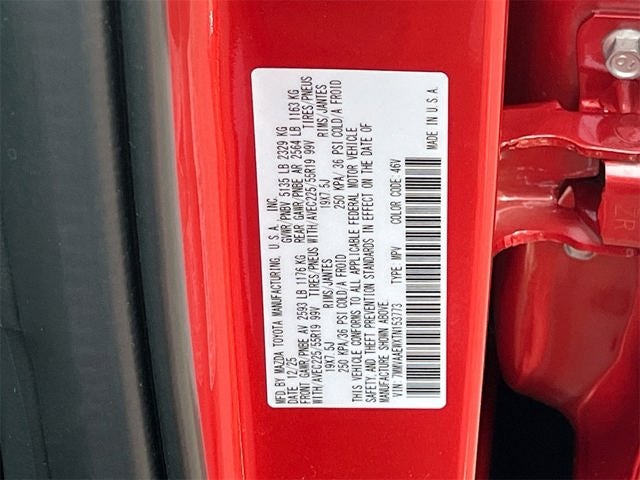 MFD.BY MAZDA TOYOTA MANUFACTURING, U.S.A. INC.
DATE: 12/25 GVWR/PNBV 5135 LB 2329 KG
FRONT GAWR/PNBE AV 2593 LB 1176 KG REAR GAWR/PNBE AR 2564 LB 1163 KG
WITH/AVEC225/55R19 99V TIRES/PNEUS WITH/AVEC225/55R19 99V TIRES/PNEUS
19X7.5J RIMS/JANTES 19X7.5J RIMS/JANTES
250 KPA/36 PSI COLD/A FROID 250 KPA/36 PSI COLD/A FROID
THIS VEHICLE CONFORMS TO ALL APPLICABLE FEDERAL MOTOR VEHICLE
SAFETY, AND THEFT PREVENTION STANDARDS IN EFFECT ON THE DATE OF
MANUFACTURE SHOWN ABOVE.
VIN: 7MMVAAEWXTN153773 TYPE: MPV COLOR CODE: 46V
MADE IN U.S.A.